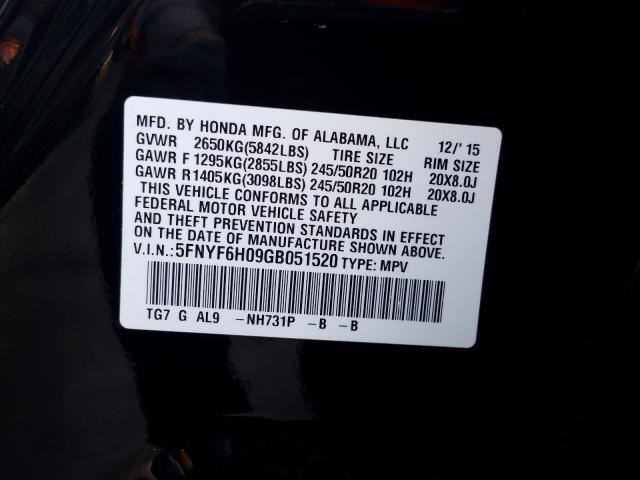 MFD. BY HONDA MFG. OF ALABAMA, LLC 12/' 15
GVWR 2650KG(5842LBS) TIRE SIZE RIM SIZE
GAWR F 1295KG(2855LBS) 245/50R20 102H 20X8.0J
GAWR R1405KG(3098LBS) 245/50R20 102H 20X8.0J
THIS VEHICLE CONFORMS TO ALL APPLICABLE
FEDERAL MOTOR VEHICLE SAFETY
AND THEFT PREVENTION STANDARDS IN EFFECT
ON THE DATE OF MANUFACTURE SHOWN ABOVE.
V.I.N.:5FNYF6H09GB051520 TYPE: MPV
TG7 G AL9 -NH731P -B -B